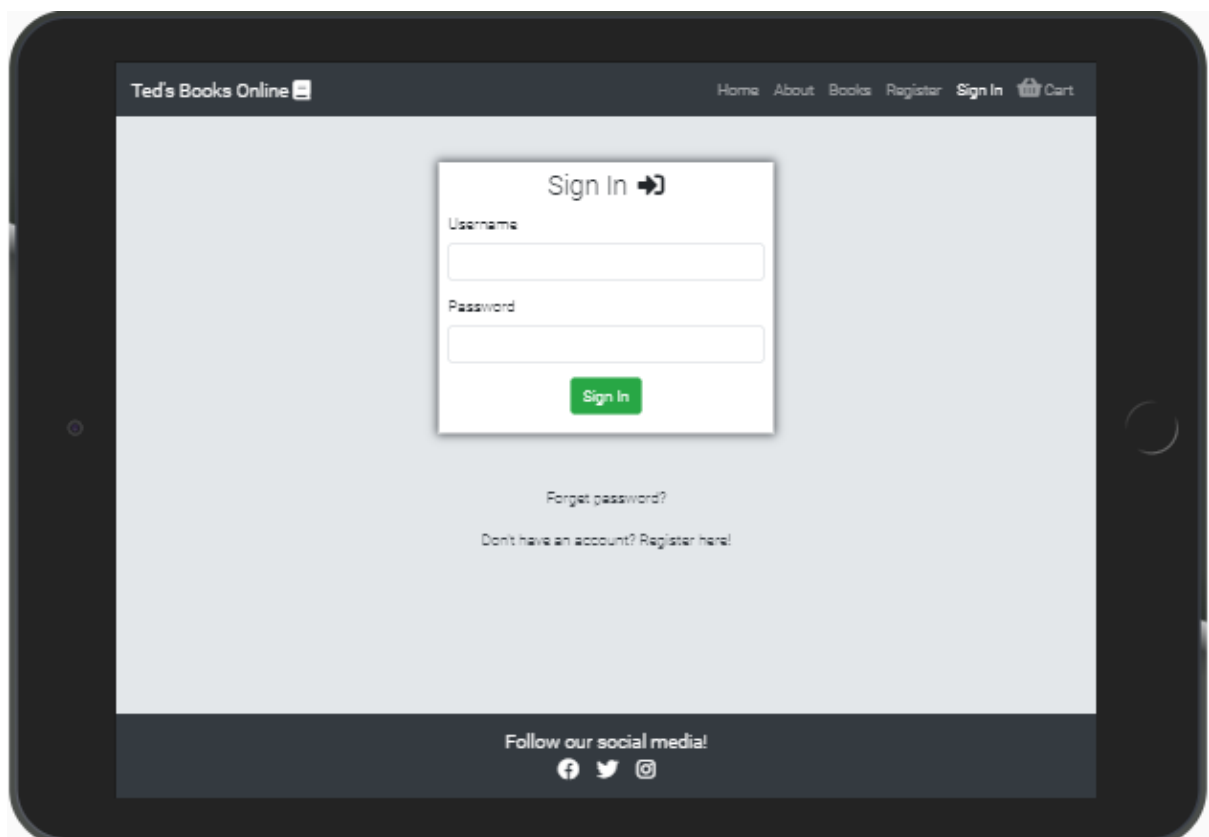 Ted's Books Online
Home About Books Register Sign In Cart
Sign In
Username
Password
Sign In
Forget password?
Don't have an account? Register here!
Follow our social media!